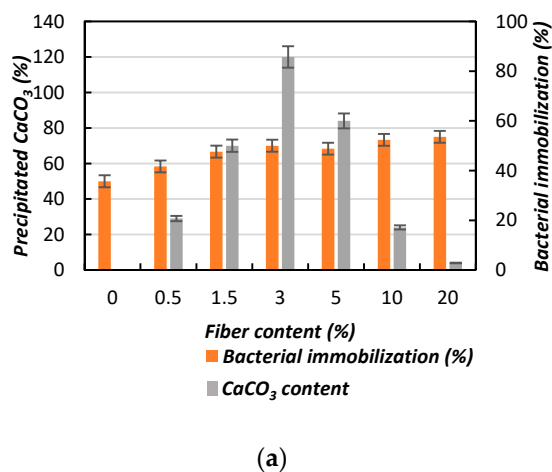 140
120
100
80
60
40
20
0
Precipitated CaCO₃ (%)
100
80
60
40
20
0
Bacterial immobilization (%)
0 0.5 1.5 3 5 10 20
Fiber content (%)
Bacterial immobilization (%)
CaCO₃ content
(a)